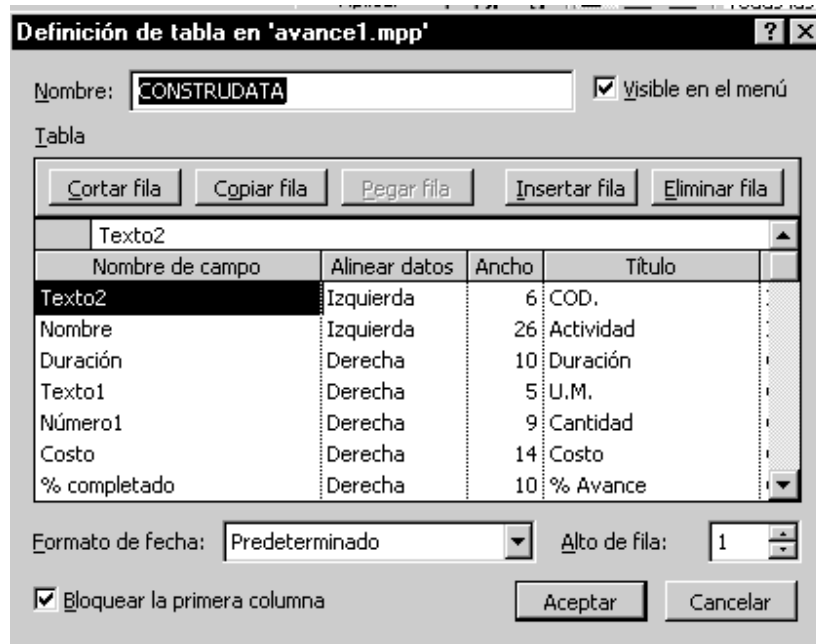 Definición de tabla en 'avance1.mpp'
Nombre: CONSTRUDATA Visible en el menú
Tabla
Cortar fila Copiar fila Pegar fila Insertar fila Eliminar fila
Texto2
Nombre de campo Alinear datos Ancho Título
Texto2 Izquierda 6 COD.
Nombre Izquierda 26 Actividad
Duración Derecha 10 Duración
Texto1 Derecha 5 U.M.
Número1 Derecha 9 Cantidad
Costo Derecha 14 Costo
% completado Derecha 10 % Avance
Formato de fecha: Predeterminado Alto de fila: 1
Bloquear la primera columna Aceptar Cancelar